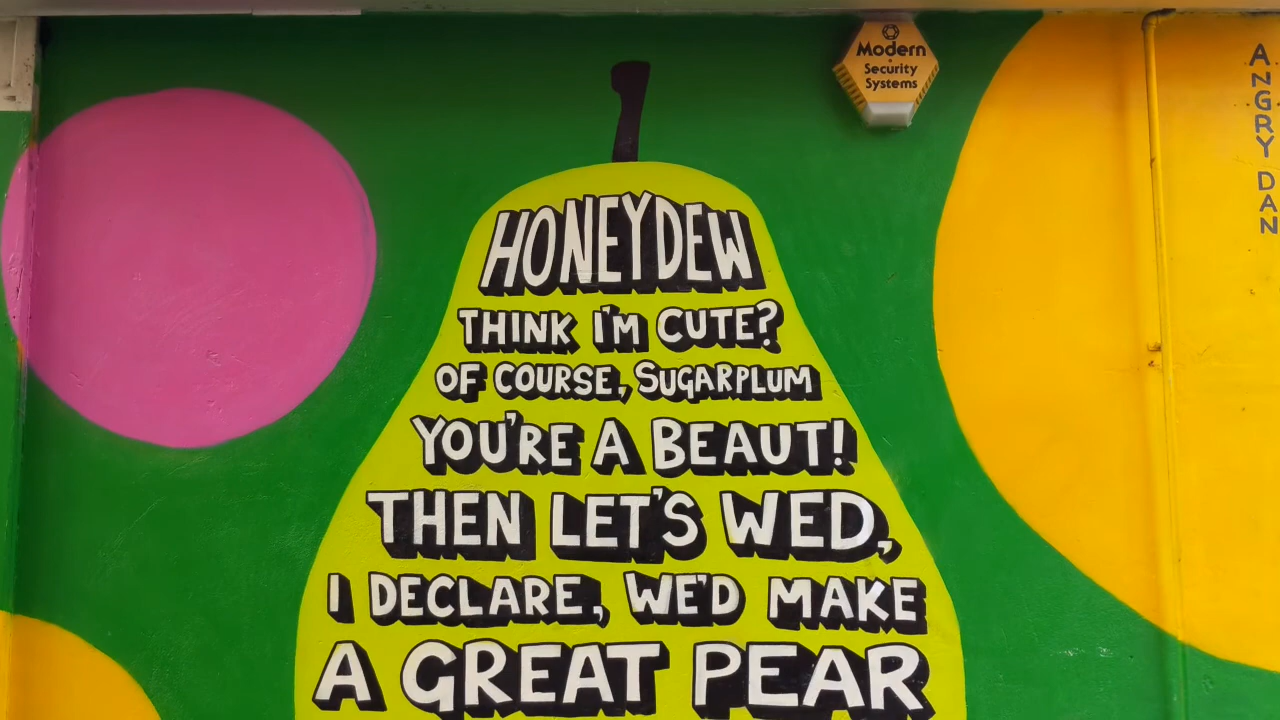 Modern
Security
Systems
ANGRY DAN
HONEYDEW
THINK I'M CUTE?
OF COURSE, SUGARPLUM
YOU'RE A BEAUT!
THEN LET'S WED,
I DECLARE, WE'D MAKE
A GREAT PEAR